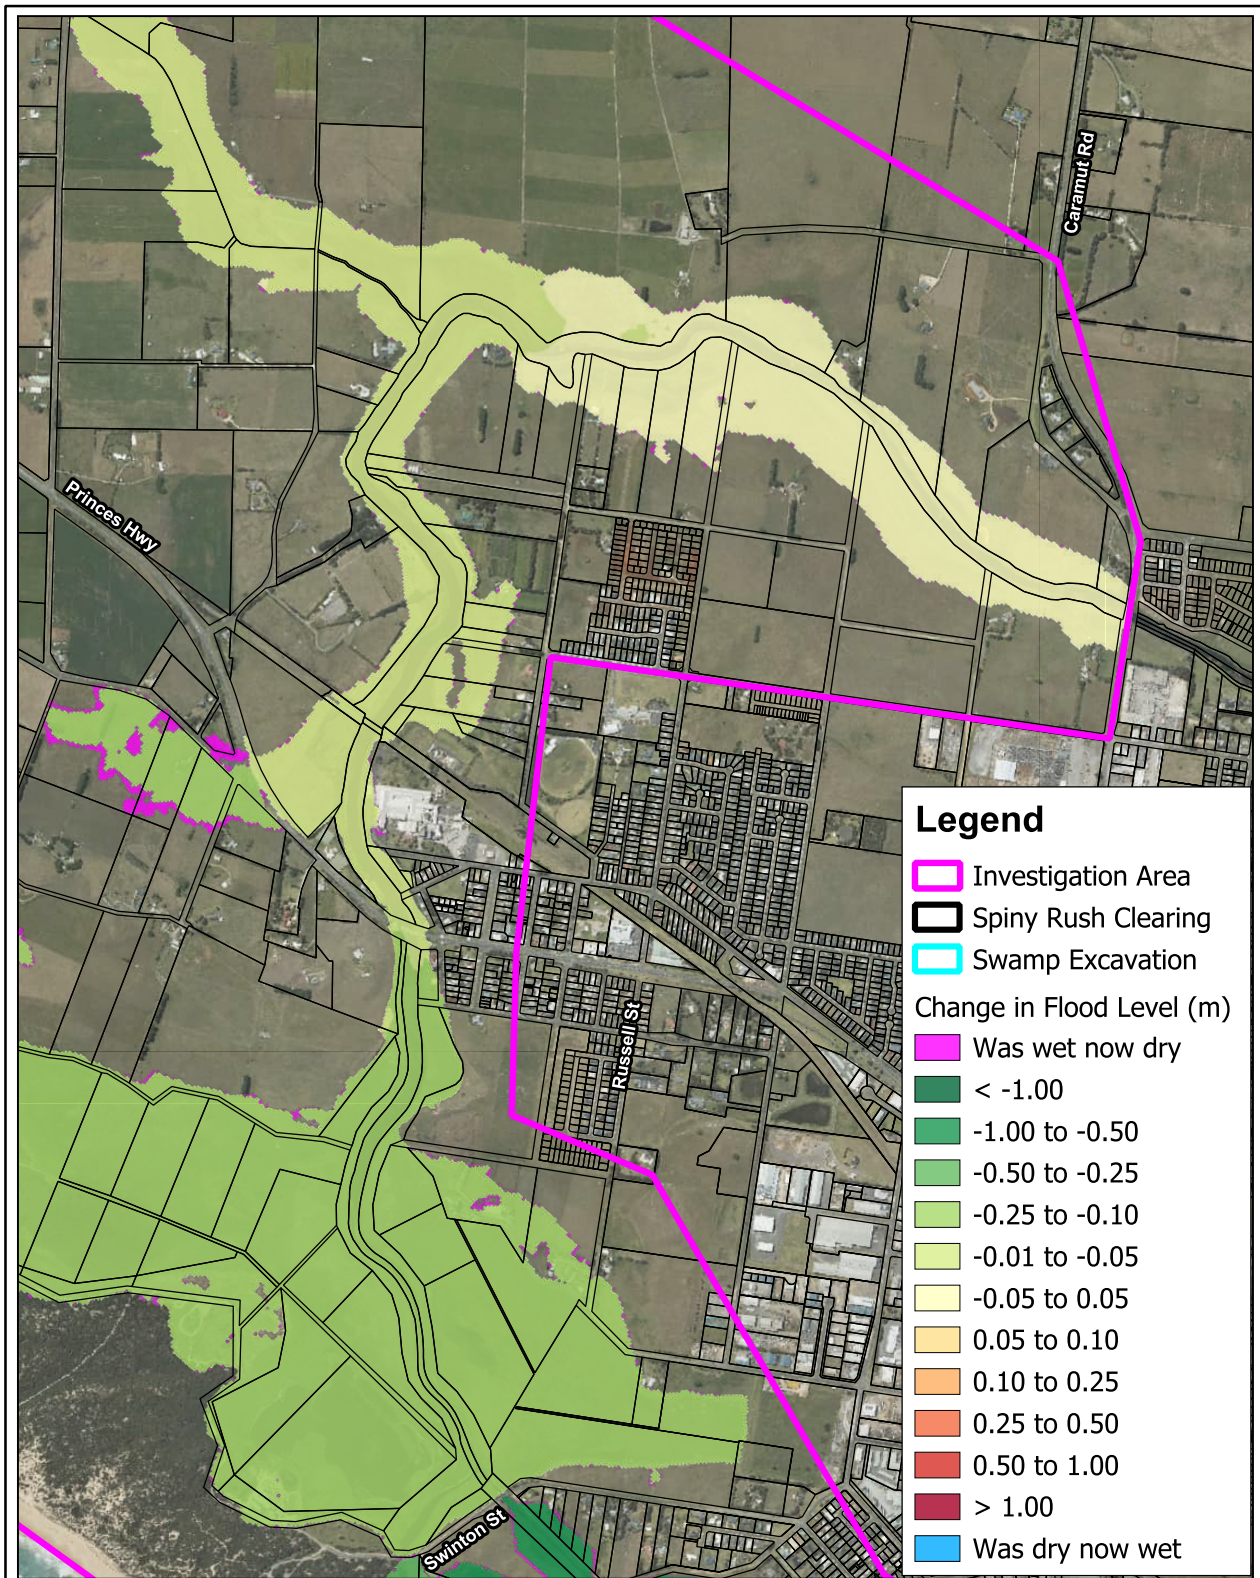 Caramut Rd
Princes Hwy
Legend
Investigation Area
Spiny Rush Clearing
Swamp Excavation
Change in Flood Level (m)
Was wet now dry
< -1.00
-1.00 to -0.50
-0.50 to -0.25
-0.25 to -0.10
-0.01 to -0.05
-0.05 to 0.05
0.05 to 0.10
0.10 to 0.25
0.25 to 0.50
0.50 to 1.00
> 1.00
Was dry now wet
Russell St
Swinton St